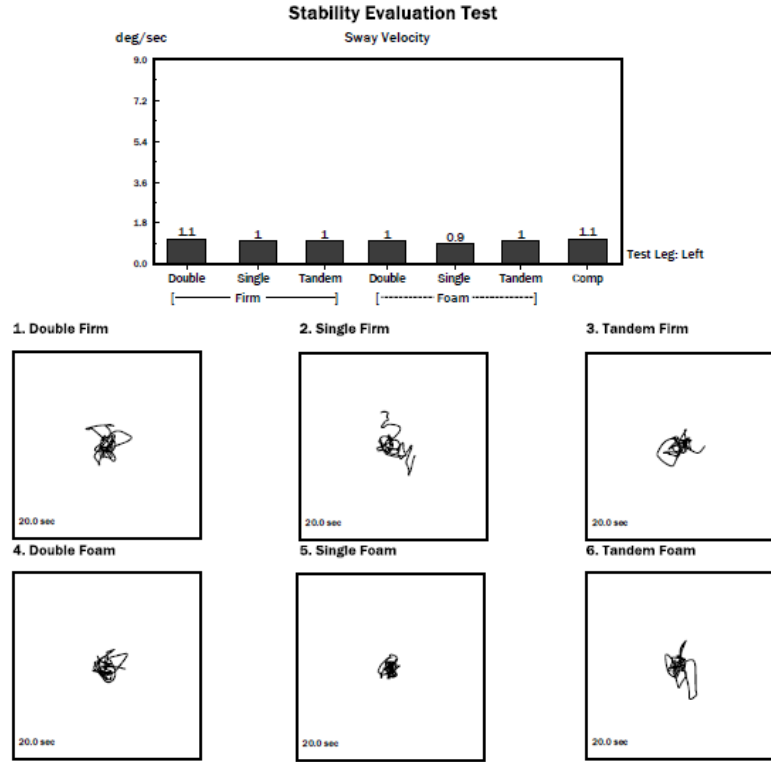 Stability Evaluation Test
deg/sec Sway Velocity
9.0
7.2
5.4
3.6
1.8
0.0
1.1 1 1 1 0.9 1 1.1
Test Leg: Left
Double Single Tandem Double Single Tandem Comp
[ Firm ] [ Foam ]
1. Double Firm 2. Single Firm 3. Tandem Firm
20.0 sec 20.0 sec 20.0 sec
4. Double Foam 5. Single Foam 6. Tandem Foam
20.0 sec 20.0 sec 20.0 sec